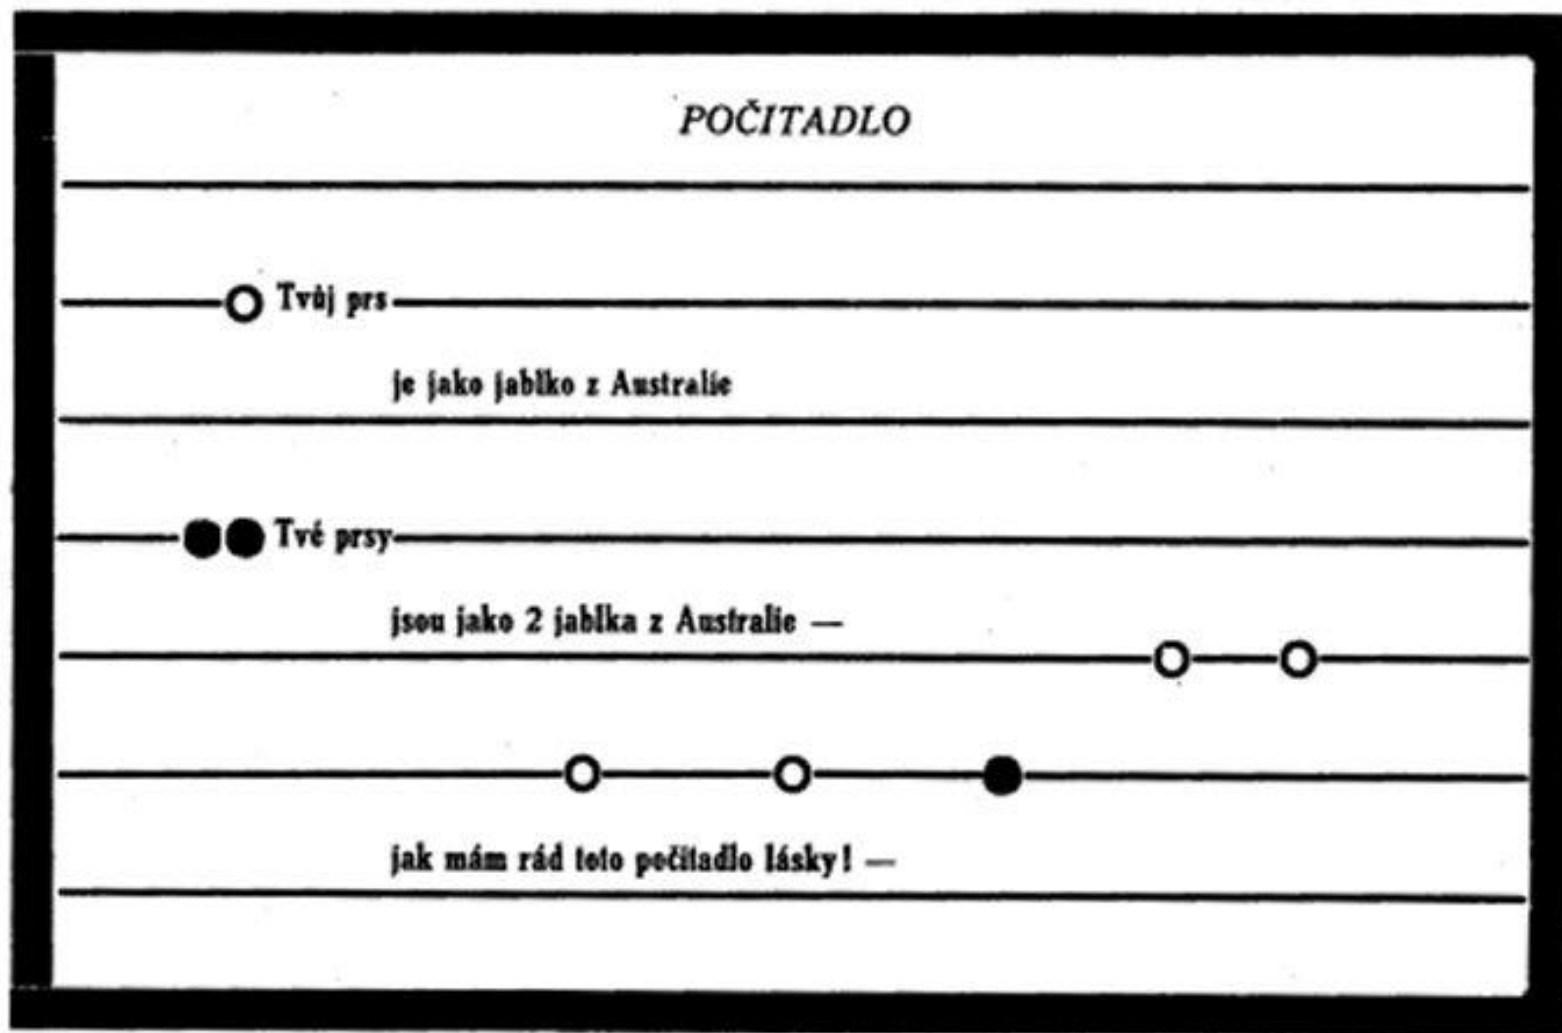 POČITADLO
Tvůj prs
je jako jablko z Australie
Tvé prsy
jsou jako 2 jablka z Australie —
jak mám rád toto počitadlo lásky! —